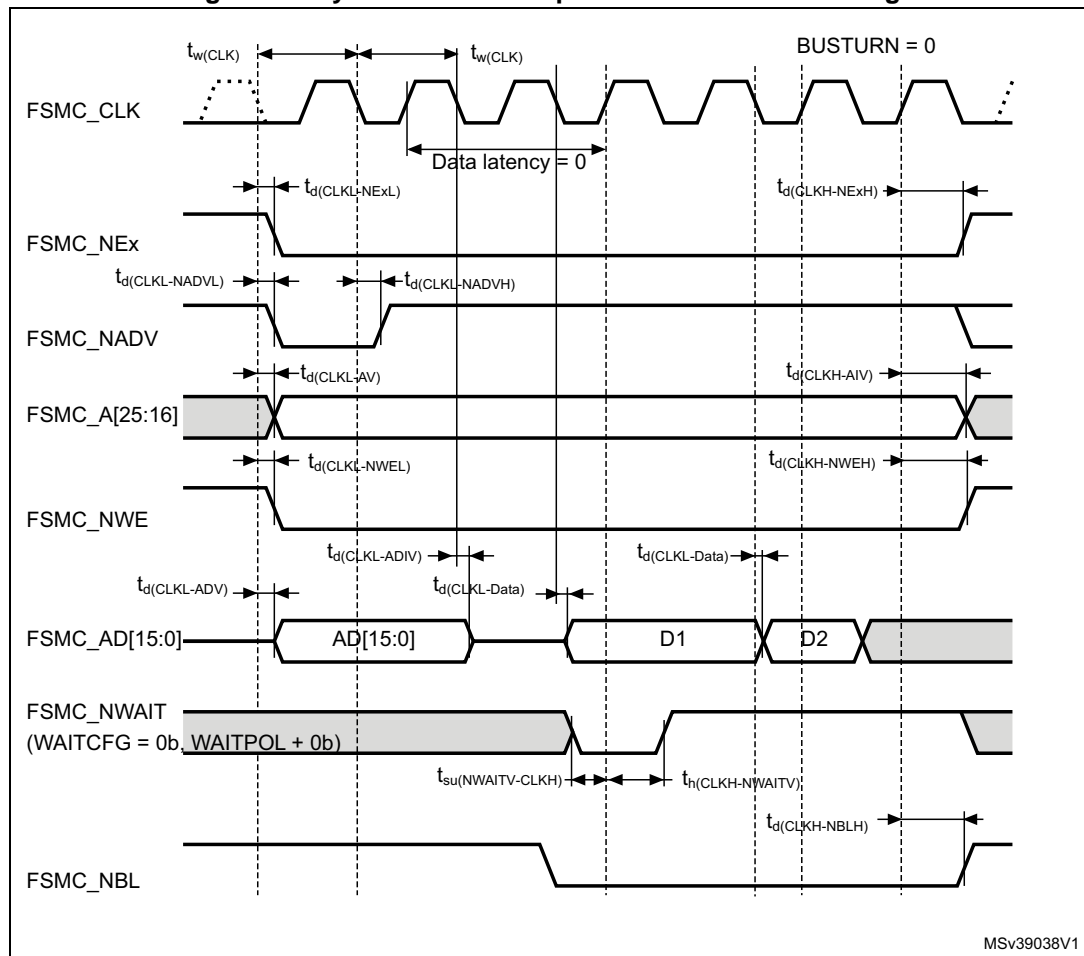 t_w(CLK) t_w(CLK) BUSTURN = 0
FSMC_CLK
Data latency = 0
t_d(CLKL-NExL) t_d(CLKH-NExH)
FSMC_NEx
t_d(CLKL-NADVL) t_d(CLKL-NADVH)
FSMC_NADV
t_d(CLKL-AV) t_d(CLKH-AIV)
FSMC_A[25:16]
t_d(CLKL-NWEL) t_d(CLKH-NWEH)
FSMC_NWE
t_d(CLKL-ADIV) t_d(CLKL-Data)
t_d(CLKL-ADV) t_d(CLKL-Data)
FSMC_AD[15:0] AD[15:0] D1 D2
FSMC_NWAIT
(WAITCFG = 0b, WAITPOL + 0b)
t_su(NWAITV-CLKH) t_h(CLKH-NWAITV)
t_d(CLKH-NBLH)
FSMC_NBL
MSv39038V1